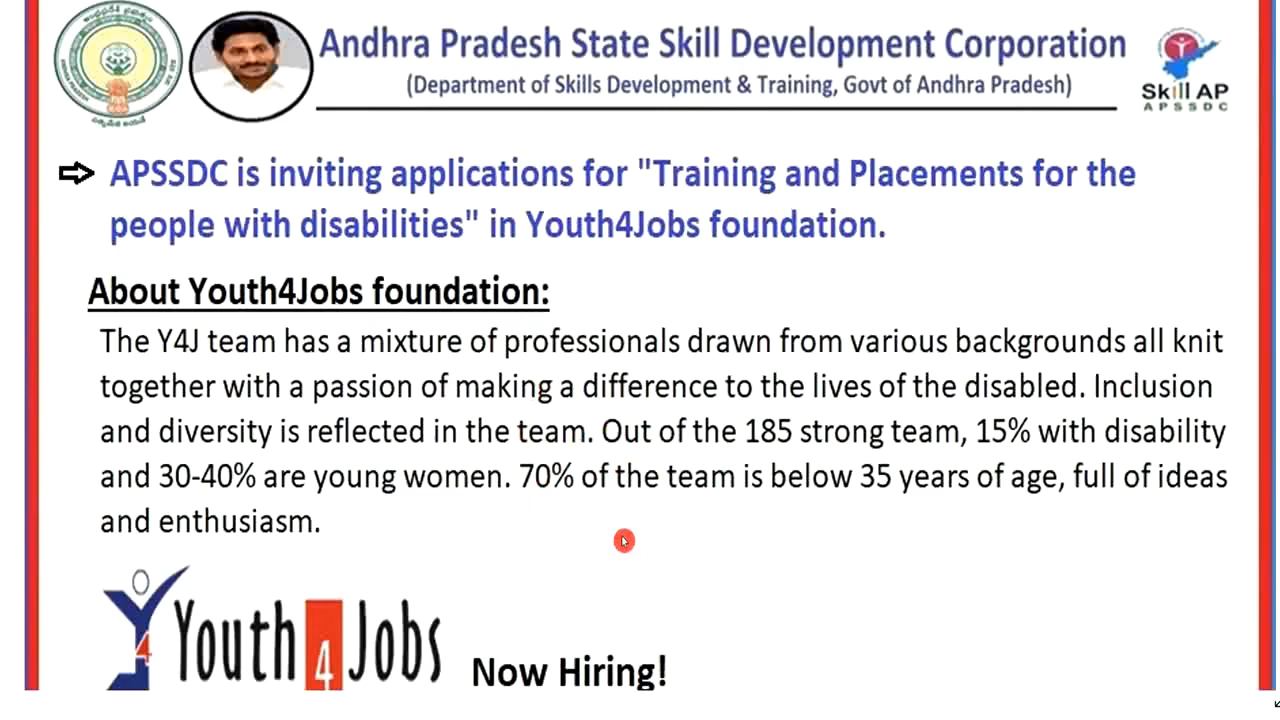 Andhra Pradesh State Skill Development Corporation
(Department of Skills Development & Training, Govt of Andhra Pradesh)
Skill AP
APSSDC
APSSDC is inviting applications for "Training and Placements for the
people with disabilities" in Youth4Jobs foundation.
About Youth4Jobs foundation:
The Y4J team has a mixture of professionals drawn from various backgrounds all knit
together with a passion of making a difference to the lives of the disabled. Inclusion
and diversity is reflected in the team. Out of the 185 strong team, 15% with disability
and 30-40% are young women. 70% of the team is below 35 years of age, full of ideas
and enthusiasm.
4
Youth4Jobs
Now Hiring!